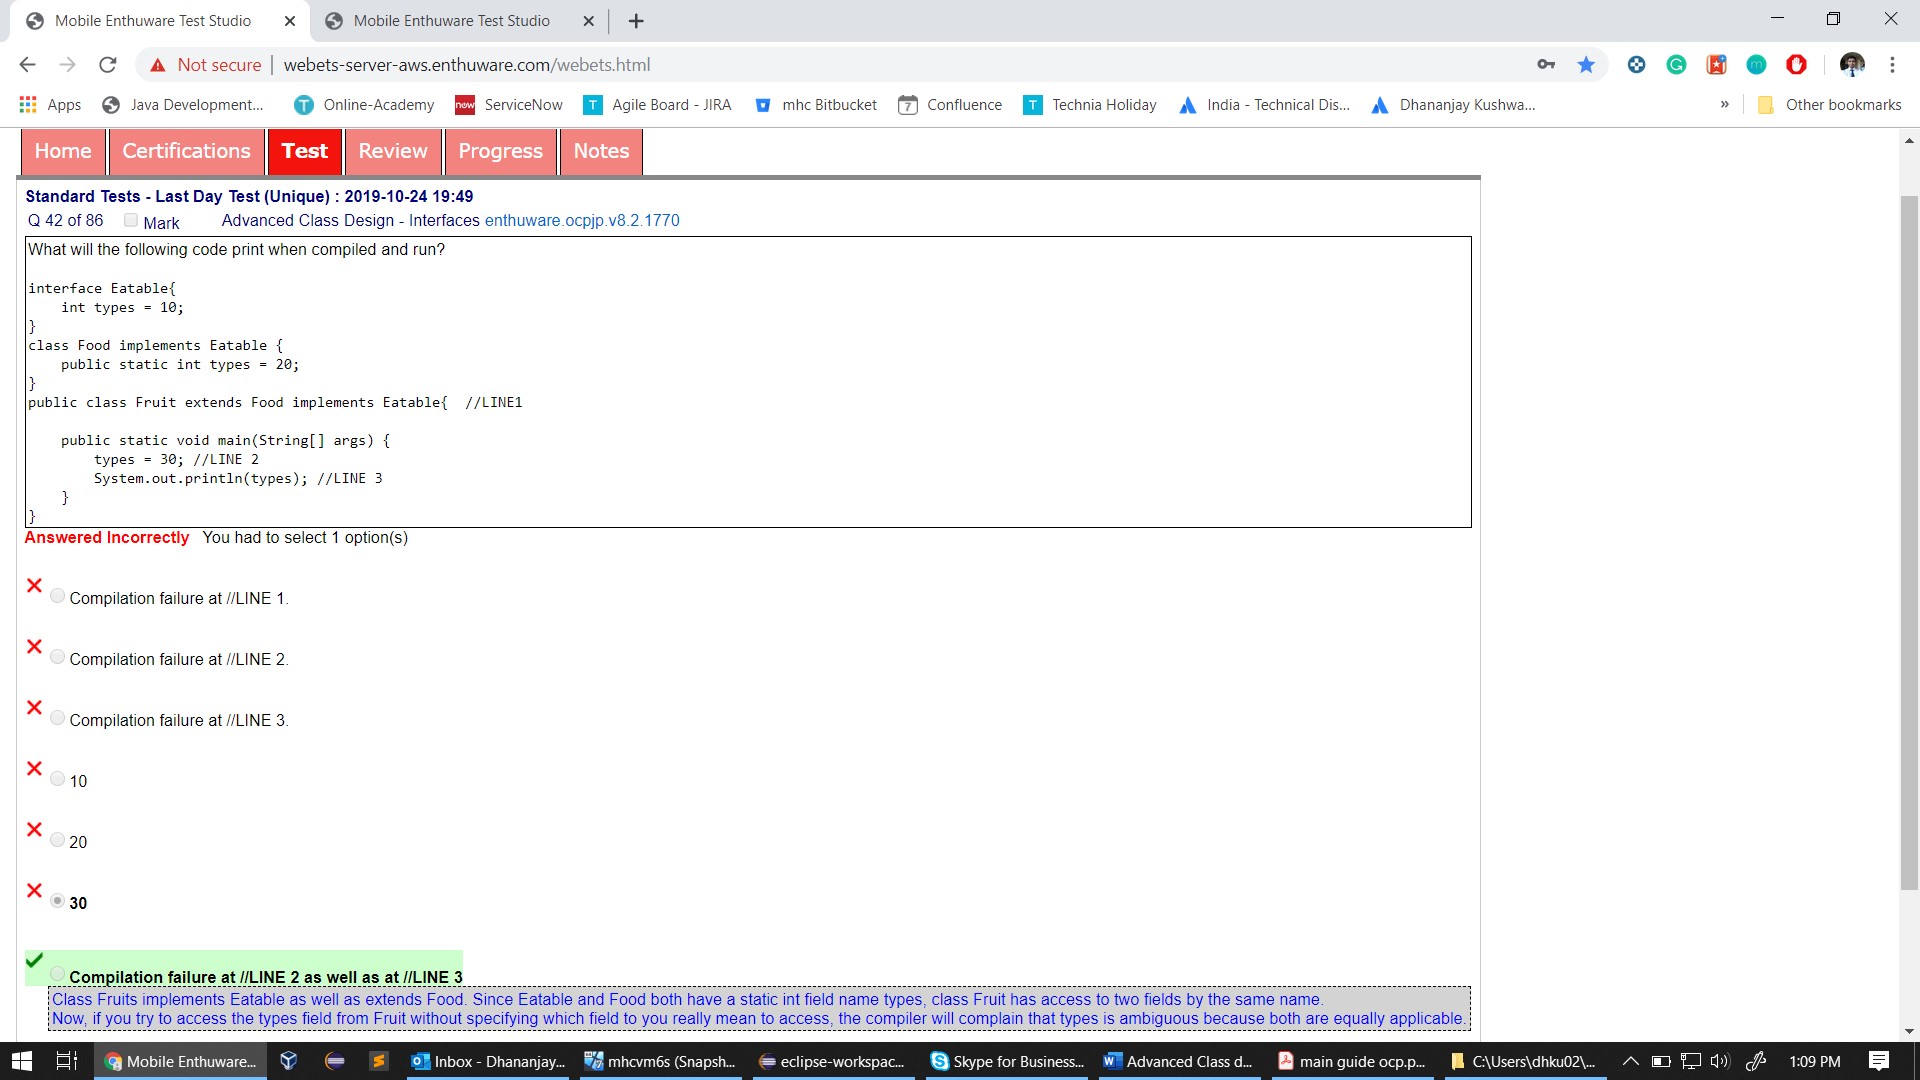 Mobile Enthuware Test Studio
Mobile Enthuware Test Studio
Not secure
webets-server-aws.enthuware.com/webets.html
Apps
Java Development...
T Online-Academy
now ServiceNow
T Agile Board - JIRA
mhc Bitbucket
7 Confluence
T Technia Holiday
India - Technical Dis...
Dhananjay Kushwa...
»
Other bookmarks
Home Certifications Test Review Progress Notes
Standard Tests - Last Day Test (Unique) : 2019-10-24 19:49
Q 42 of 86 Mark Advanced Class Design - Interfaces enthuware.ocpjp.v8.2.1770
What will the following code print when compiled and run?
interface Eatable{
int types = 10;
}
class Food implements Eatable {
public static int types = 20;
}
public class Fruit extends Food implements Eatable{ //LINE1
public static void main(String[] args) {
types = 30; //LINE 2
System.out.println(types); //LINE 3
}
}
Answered Incorrectly You had to select 1 option(s)
Compilation failure at //LINE 1.
Compilation failure at //LINE 2.
Compilation failure at //LINE 3.
10
20
30
Compilation failure at //LINE 2 as well as at //LINE 3
Class Fruits implements Eatable as well as extends Food. Since Eatable and Food both have a static int field name types, class Fruit has access to two fields by the same name.
Now, if you try to access the types field from Fruit without specifying which field to you really mean to access, the compiler will complain that types is ambiguous because both are equally applicable.
Mobile Enthuware...
Inbox - Dhananjay...
mhcvm6s (Snapsh...
eclipse-workspac...
Skype for Business...
Advanced Class d...
main guide ocp.p...
C:\Users\dhku02\...
1:09 PM